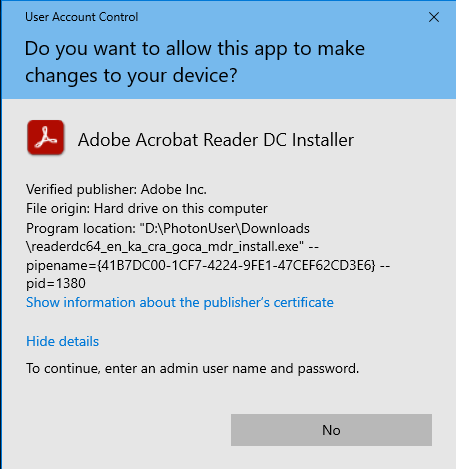 User Account Control
Do you want to allow this app to make
changes to your device?
Adobe Acrobat Reader DC Installer
Verified publisher: Adobe Inc.
File origin: Hard drive on this computer
Program location: "D:\PhotonUser\Downloads
\readerdc64_en_ka_cra_goca_mdr_install.exe" --
pipename={41B7DC00-1CF7-4224-9FE1-47CEF62CD3E6} --
pid=1380
Show information about the publisher's certificate
Hide details
To continue, enter an admin user name and password.
No